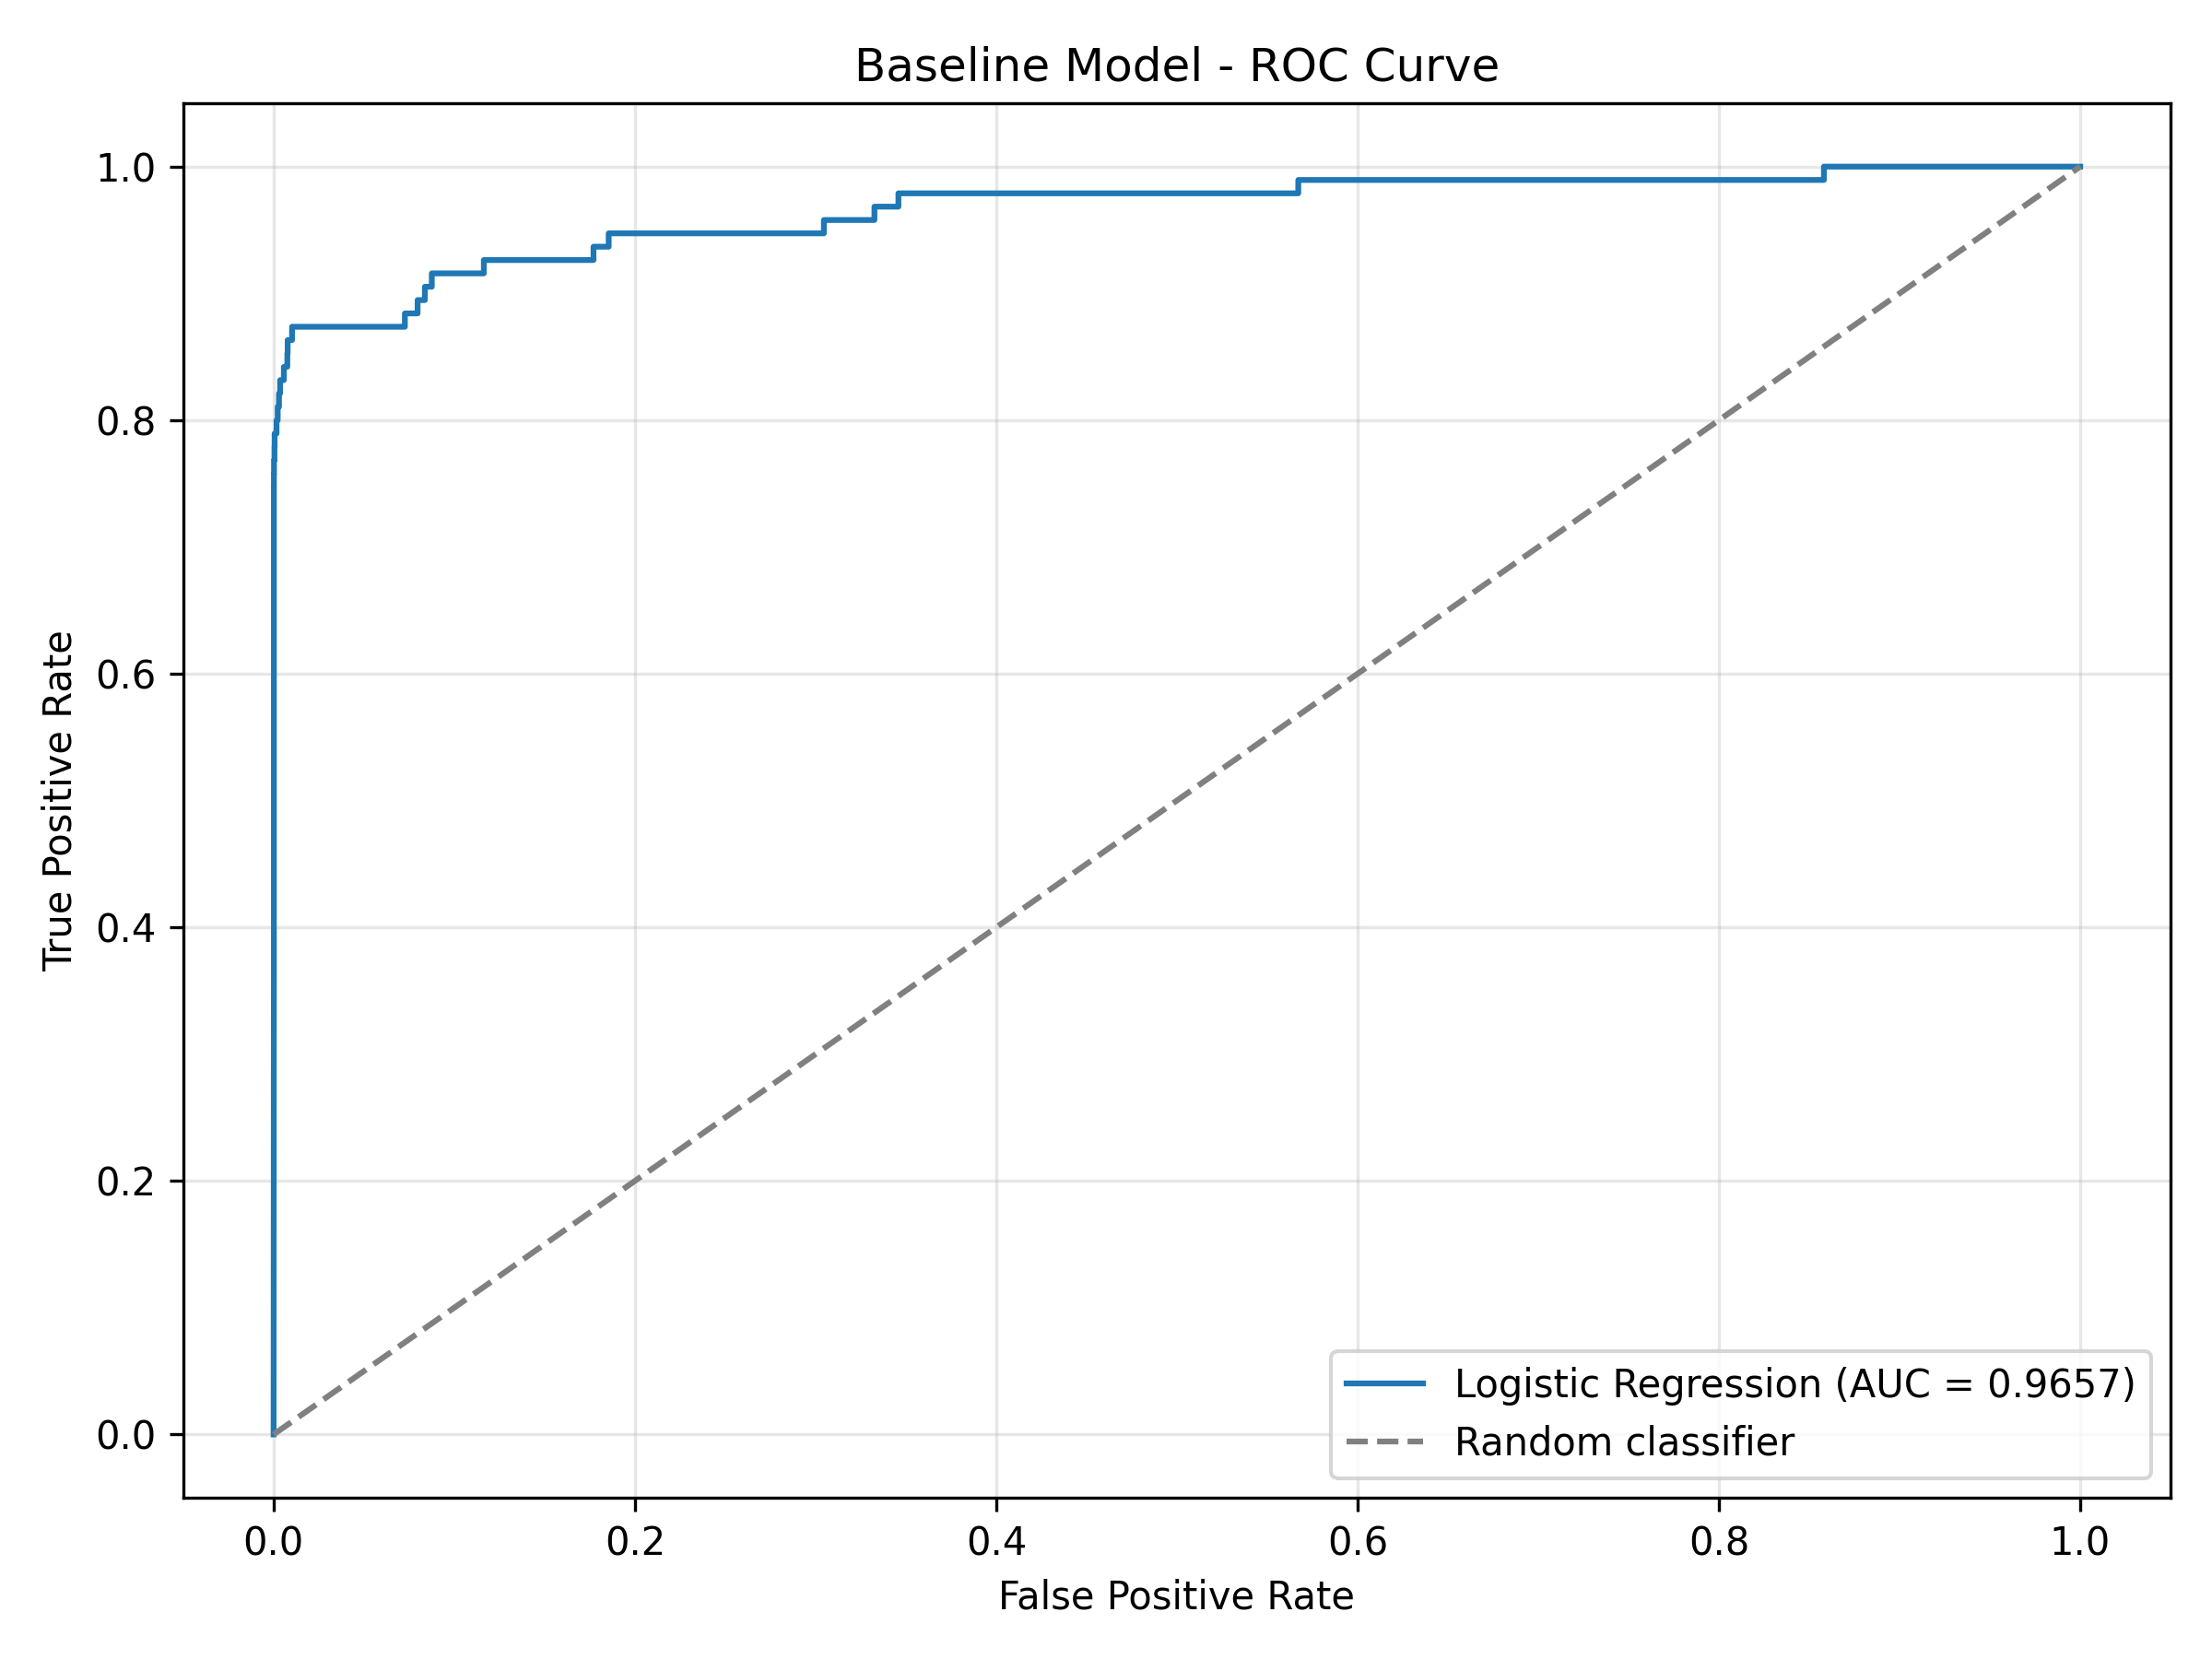 Baseline Model - ROC Curve
True Positive Rate
1.0
0.8
0.6
0.4
0.2
0.0
0.0 0.2 0.4 0.6 0.8 1.0
False Positive Rate
Logistic Regression (AUC = 0.9657)
Random classifier